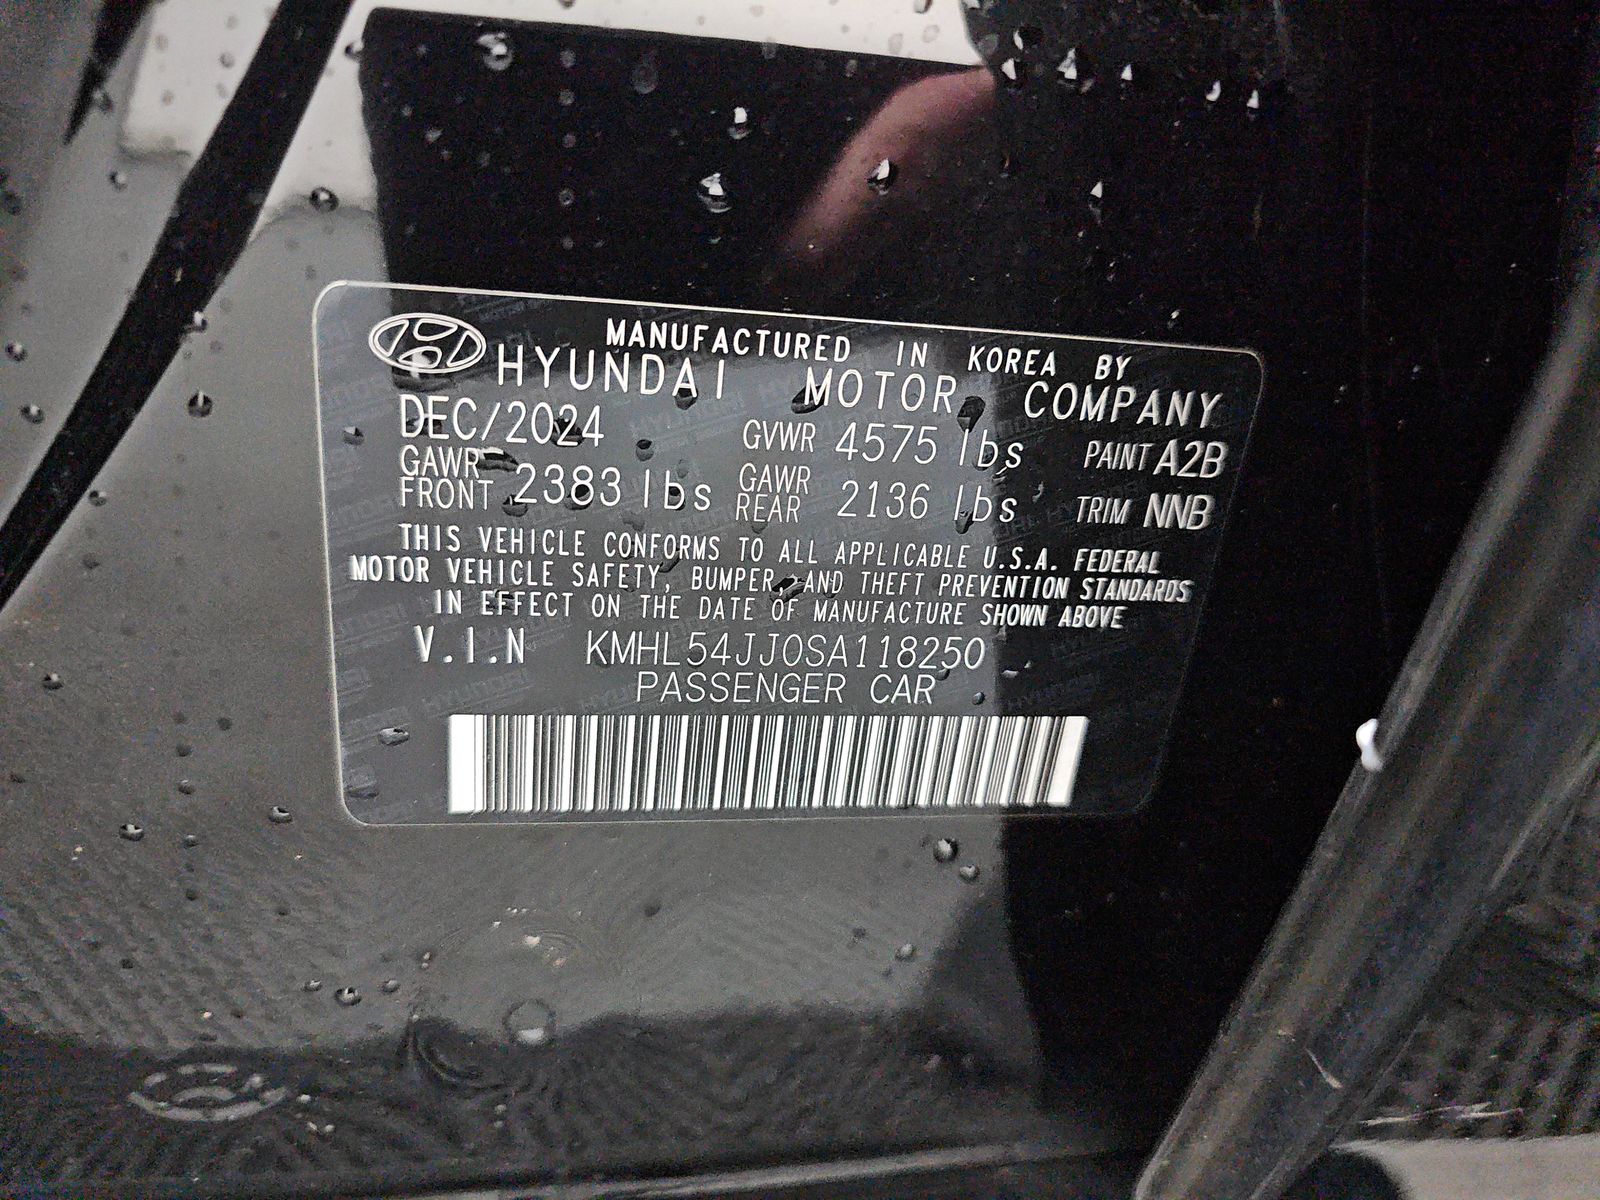 MANUFACTURED IN KOREA BY
HYUNDAI MOTOR COMPANY
DEC/2024 GVWR 4575 lbs PAINT A2B
GAWR FRONT 2383 lbs GAWR REAR 2136 lbs TRIM NNB
THIS VEHICLE CONFORMS TO ALL APPLICABLE U.S.A. FEDERAL
MOTOR VEHICLE SAFETY, BUMPER, AND THEFT PREVENTION STANDARDS
IN EFFECT ON THE DATE OF MANUFACTURE SHOWN ABOVE
V.I.N KMHL54JJ0SA118250
PASSENGER CAR